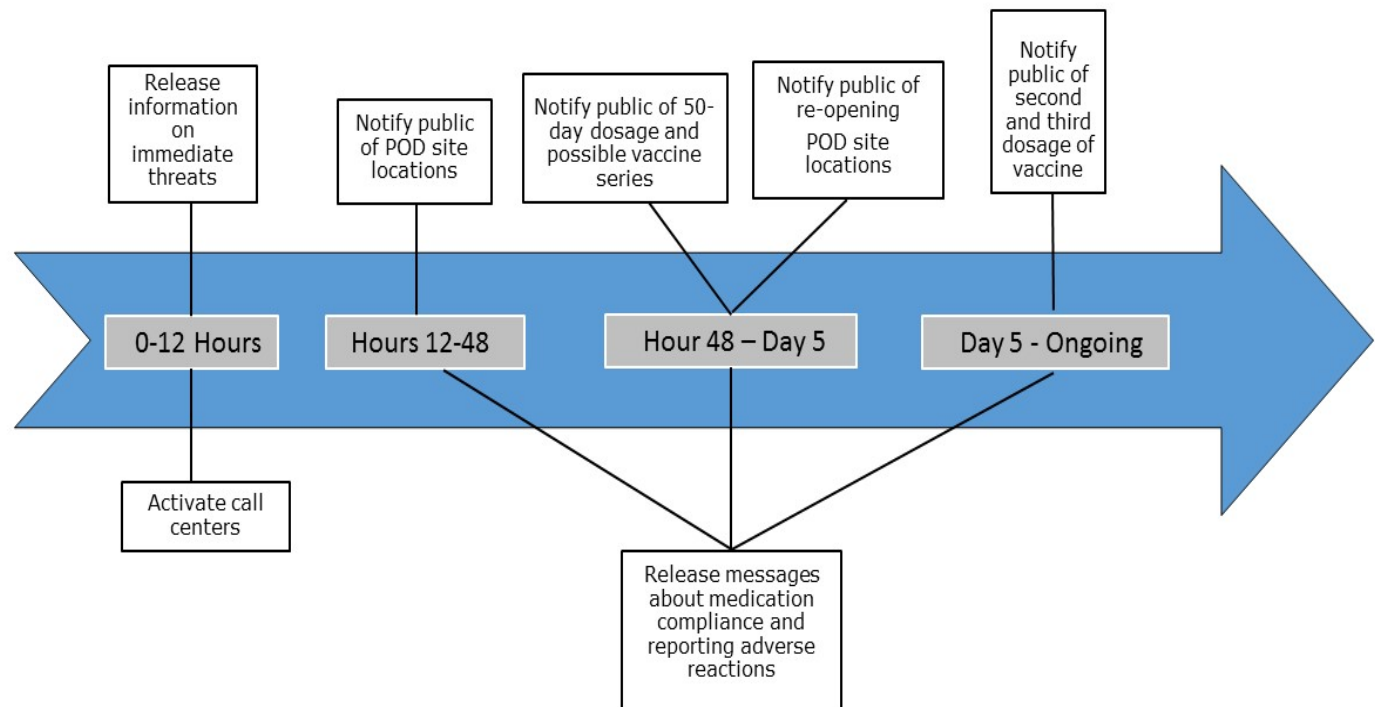 Release
information
on
immediate
threats
Notify public
of POD site
locations
Notify public of 50-
day dosage and
possible vaccine
series
Notify public of
re-opening
POD site
locations
Notify
public of
second
and third
dosage of
vaccine
0-12 Hours
Hours 12-48
Hour 48 – Day 5
Day 5 - Ongoing
Activate call
centers
Release messages
about medication
compliance and
reporting adverse
reactions